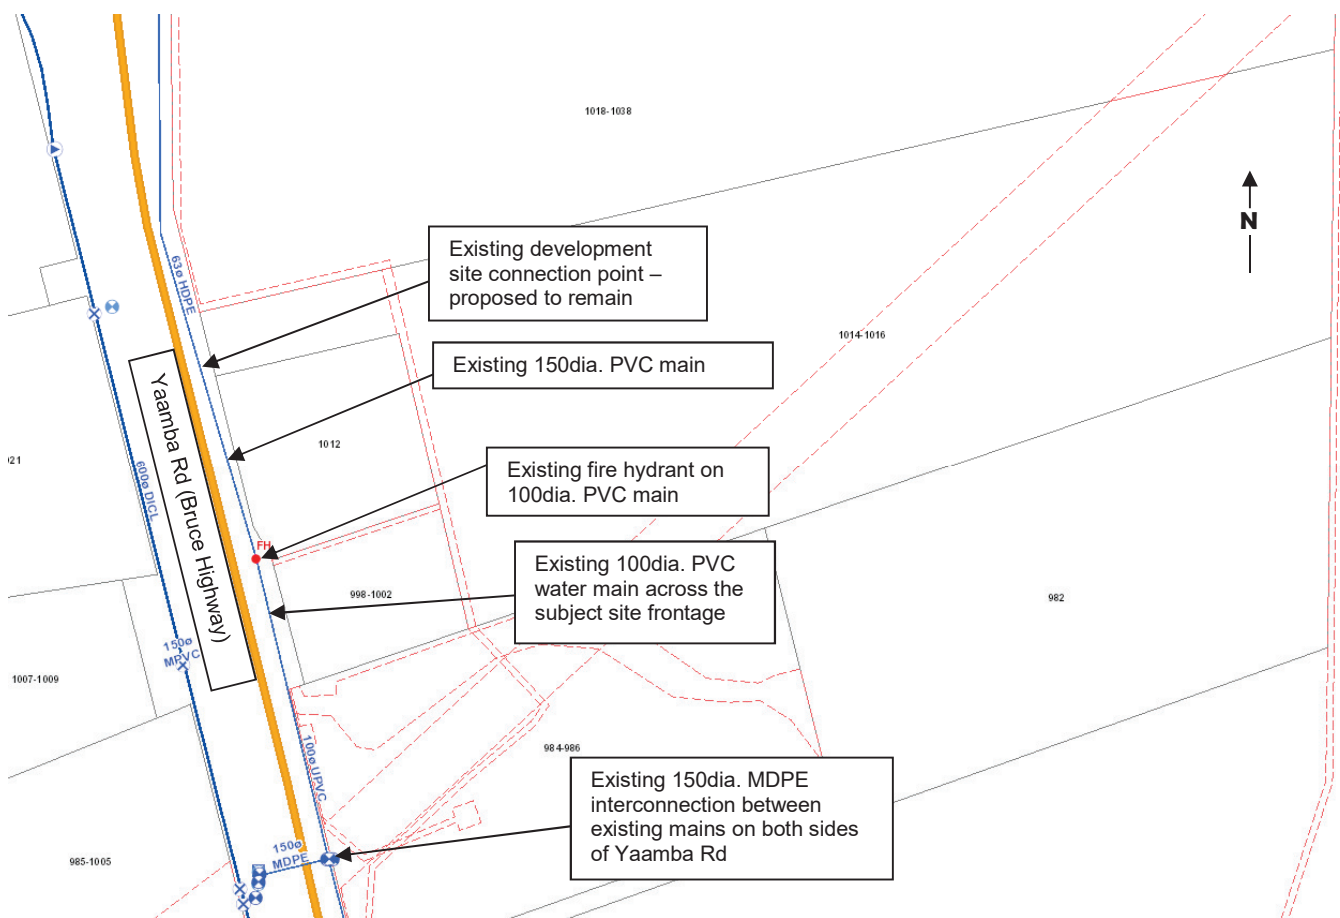 1018-1038
N
Existing development
site connection point –
proposed to remain
63ø HDPE
1014-1016
Existing 150dia. PVC main
Yaamba Rd (Bruce Highway)
1012
021
600ø DICL
Existing fire hydrant on
100dia. PVC main
FH
Existing 100dia. PVC
water main across the
subject site frontage
998-1002
982
150ø
MPVC
1007-1009
100ø UPVC
984-986
Existing 150dia. MDPE
interconnection between
existing mains on both sides
of Yaamba Rd
150ø
MDPE
985-1005